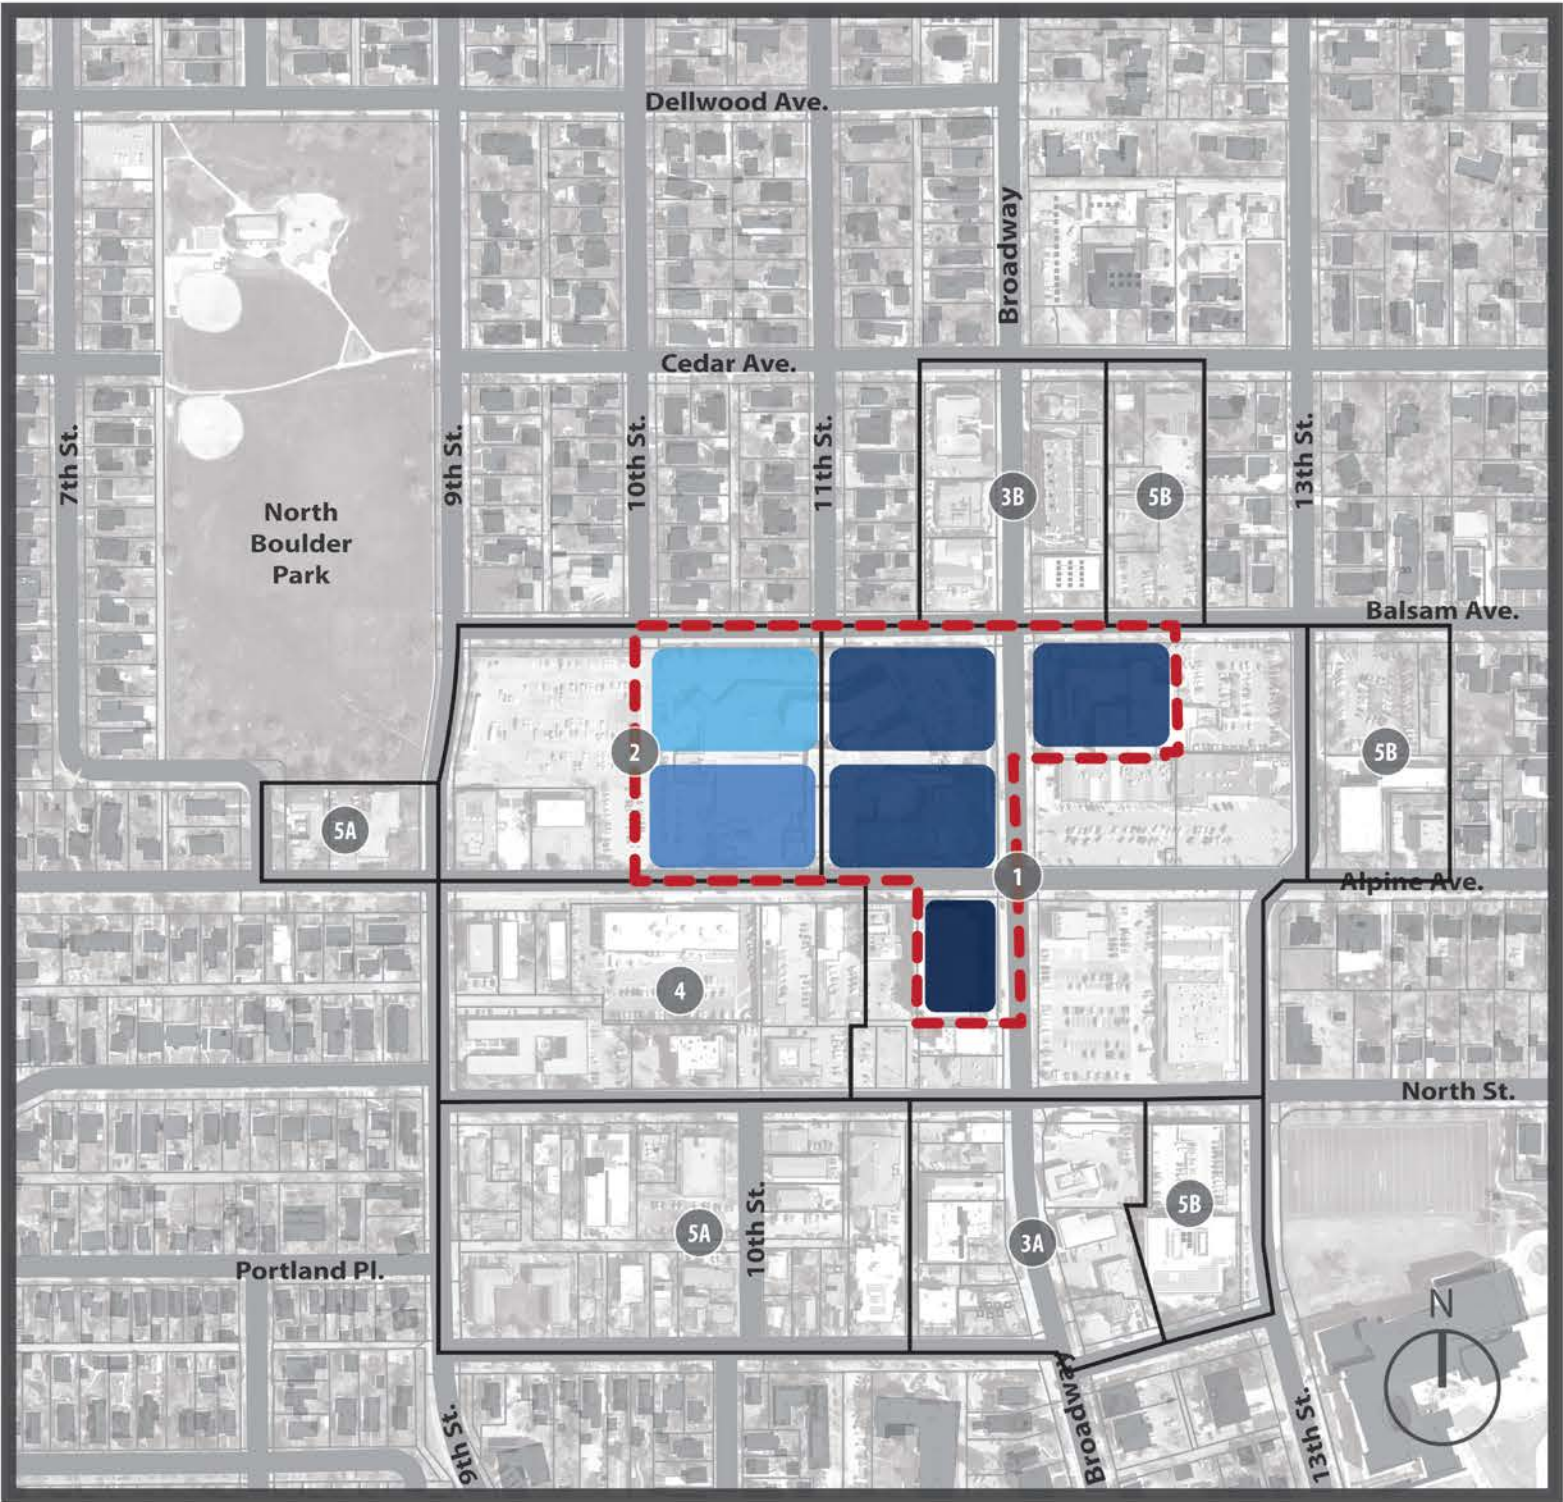 Dellwood Ave.
Broadway
Cedar Ave.
7th St.
9th St.
10th St.
11th St.
13th St.
3B
5B
North
Boulder
Park
Balsam Ave.
2
5B
5A
1
Alpine Ave.
4
North St.
5B
5A
10th St.
3A
Portland Pl.
N
9th St.
Broadway
13th St.